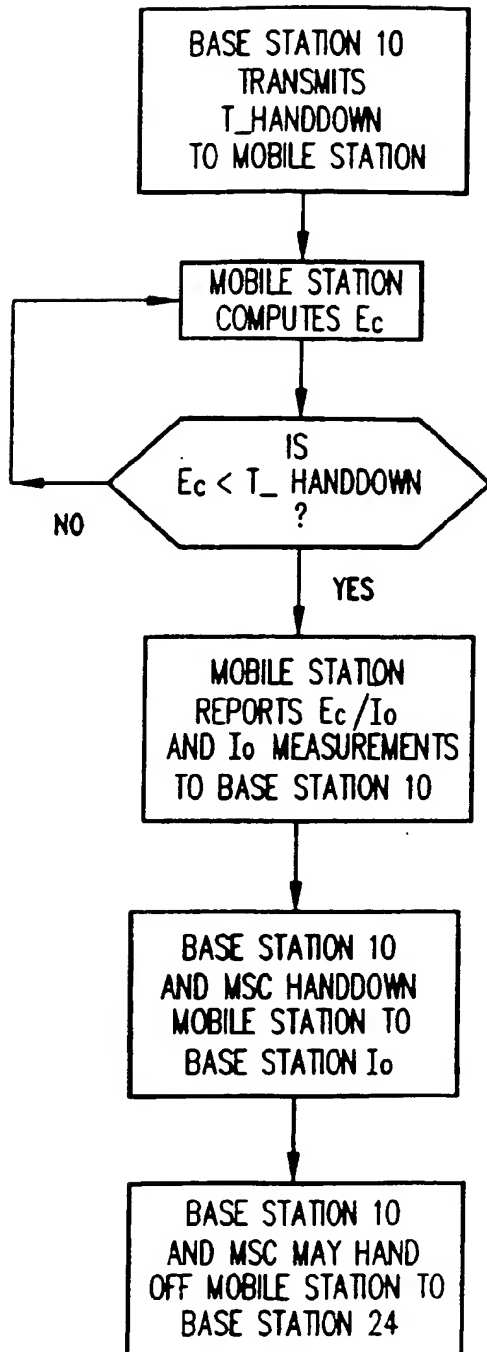 BASE STATION 10
TRANSMITS
T_HANDDOWN
TO MOBILE STATION
MOBILE STATION
COMPUTES Ec
IS
Ec < T_ HANDDOWN
?
NO
YES
MOBILE STATION
REPORTS Ec/Io
AND Io MEASUREMENTS
TO BASE STATION 10
BASE STATION 10
AND MSC HANDDOWN
MOBILE STATION TO
BASE STATION Io
BASE STATION 10
AND MSC MAY HAND
OFF MOBILE STATION TO
BASE STATION 24